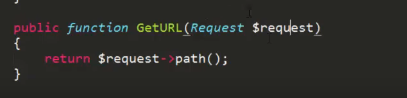 }
public function GetURL(Request $request)
{
return $request->path();
}